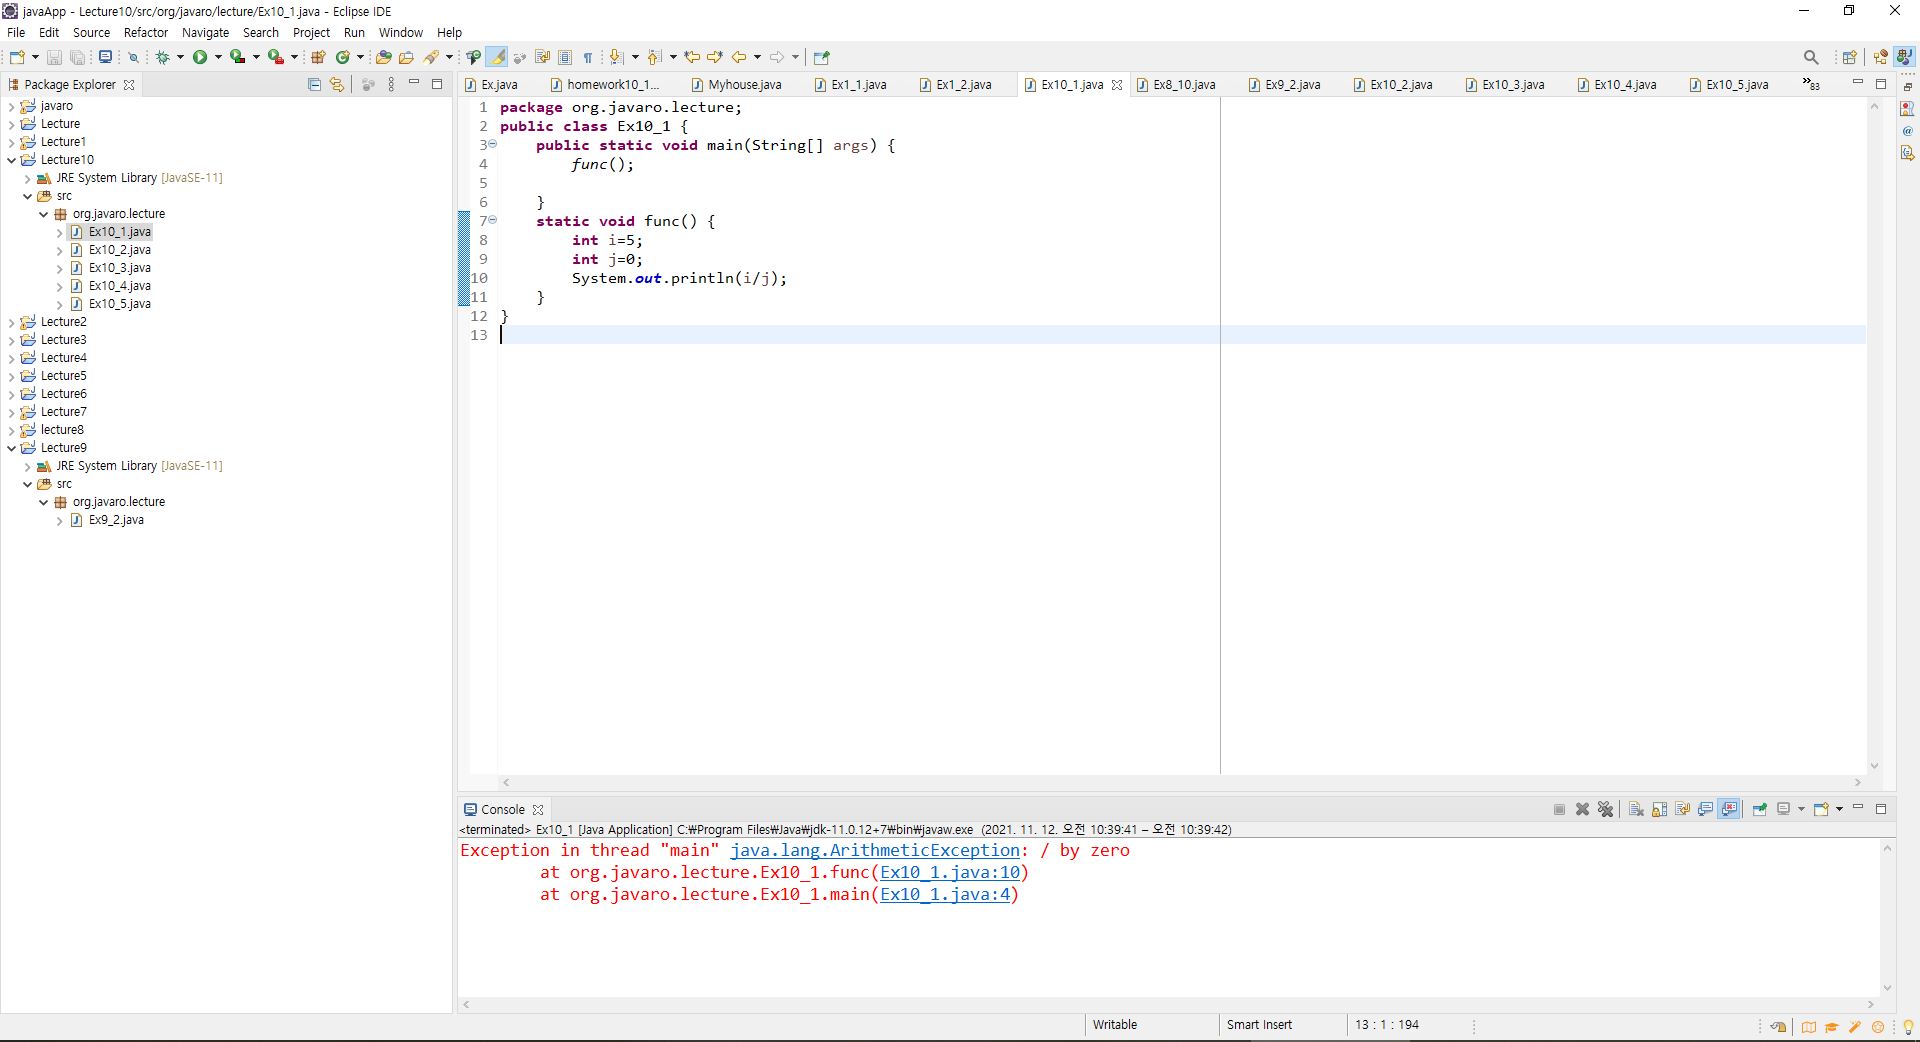 javaApp - Lecture10/src/org/javaro/lecture/Ex10_1.java - Eclipse IDE
File Edit Source Refactor Navigate Search Project Run Window Help
Package Explorer
javaro
Lecture
Lecture1
Lecture10
JRE System Library [JavaSE-11]
src
org.javaro.lecture
Ex10_1.java
Ex10_2.java
Ex10_3.java
Ex10_4.java
Ex10_5.java
Lecture2
Lecture3
Lecture4
Lecture5
Lecture6
Lecture7
lecture8
Lecture9
JRE System Library [JavaSE-11]
src
org.javaro.lecture
Ex9_2.java
Ex.java homework10_1... Myhouse.java Ex1_1.java Ex1_2.java Ex10_1.java Ex8_10.java Ex9_2.java Ex10_2.java Ex10_3.java Ex10_4.java Ex10_5.java »83
1 package org.javaro.lecture;
2 public class Ex10_1 {
3 public static void main(String[] args) {
4 func();
5
6 }
7 static void func() {
8 int i=5;
9 int j=0;
10 System.out.println(i/j);
11 }
12 }
13
Console
<terminated> Ex10_1 [Java Application] C:₩Program Files₩Java₩jdk-11.0.12+7₩bin₩javaw.exe (2021. 11. 12. 오전 10:39:41 – 오전 10:39:42)
Exception in thread "main" java.lang.ArithmeticException: / by zero
at org.javaro.lecture.Ex10_1.func(Ex10_1.java:10)
at org.javaro.lecture.Ex10_1.main(Ex10_1.java:4)
Writable Smart Insert 13 : 1 : 194